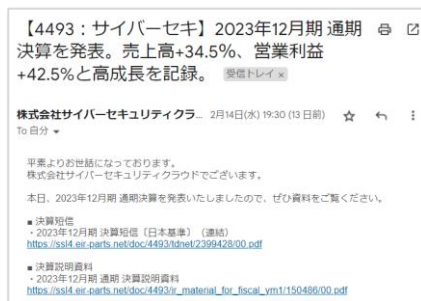 【4493：サイバーセキ】2023年12月期 通期
決算を発表。売上高+34.5%、営業利益
+42.5%と高成長を記録。 受信トレイ ×
株式会社サイバーセキュリティクラ... 2月14日(水) 19:30 (13 日前)
To 自分
平素よりお世話になっております。
株式会社サイバーセキュリティクラウドでございます。
本日、2023年12月期 通期決算を発表いたしましたので、ぜひ資料をご覧ください。
■ 決算短信
・2023年12月期 決算短信〔日本基準〕（連結）
https://ssl4.eir-parts.net/doc/4493/tdnet/2399428/00.pdf
■ 決算説明資料
・2023年12月期 通期 決算説明資料
https://ssl4.eir-parts.net/doc/4493/ir_material_for_fiscal_ym1/150486/00.pdf